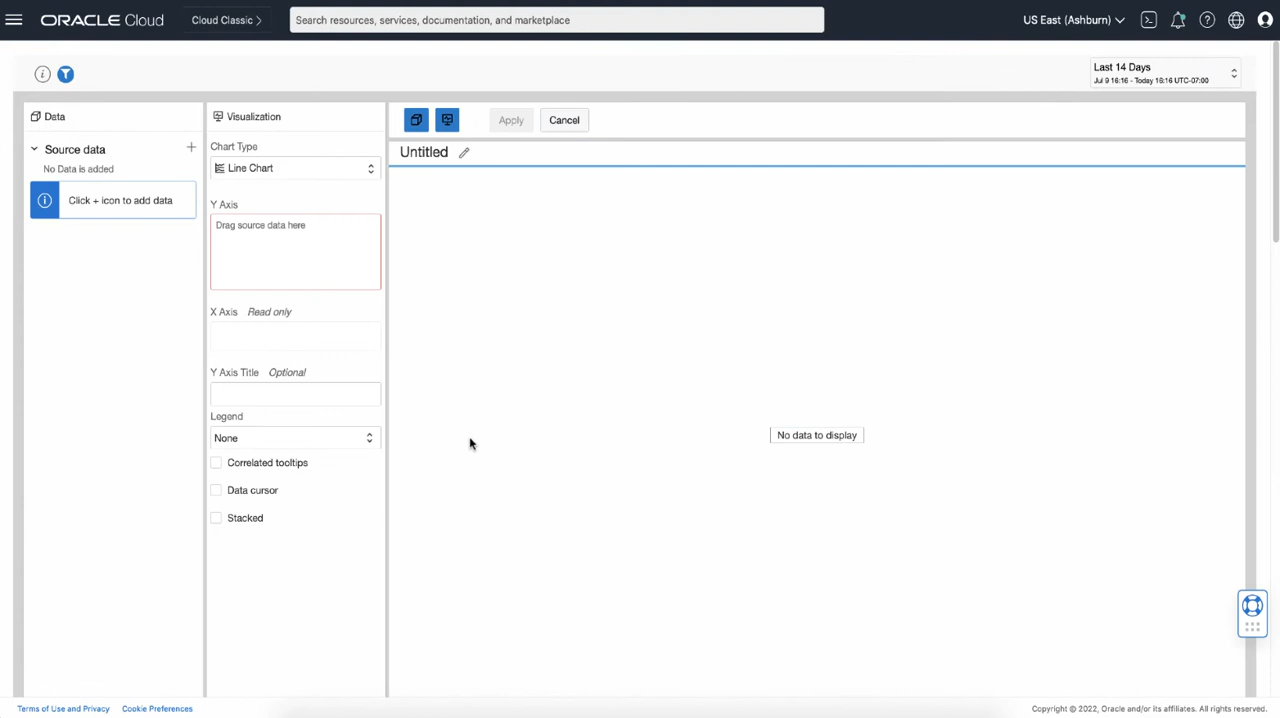 ORACLE Cloud
Cloud Classic
Search resources, services, documentation, and marketplace
US East (Ashburn)
Last 14 Days
Jul 9 16:16 - Today 16:16 UTC-07:00
Data
Source data
No Data is added
Click + icon to add data
Visualization
Chart Type
Line Chart
Y Axis
Drag source data here
X Axis Read only
Y Axis Title Optional
Legend
None
Correlated tooltips
Data cursor
Stacked
Apply
Cancel
Untitled
No data to display
Terms of Use and Privacy
Cookie Preferences
Copyright © 2022, Oracle and/or its affiliates. All rights reserved.